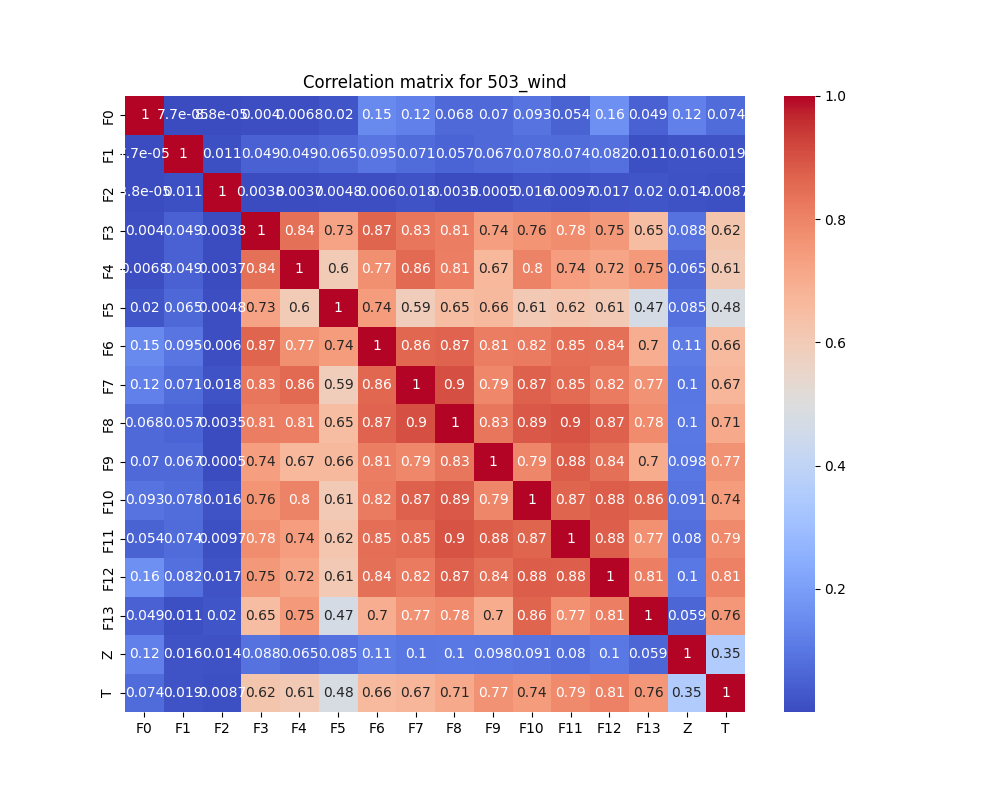 Correlation matrix for 503_wind
F0 1 0.004 0.0068 0.02 0.15 0.12 0.068 0.07 0.093 0.054 0.16 0.049 0.12 0.074
F1 1 0.011 0.049 0.049 0.065 0.095 0.071 0.057 0.067 0.078 0.074 0.082 0.011 0.016 0.019
F2 0.011 1 0.0038 0.0037 0.0048 0.006 0.018 0.0035 0.0005 0.016 0.0097 0.017 0.02 0.014 0.0087
F3 0.004 0.049 0.0038 1 0.84 0.73 0.87 0.83 0.81 0.74 0.76 0.78 0.75 0.65 0.088 0.62
F4 0.0068 0.049 0.0037 0.84 1 0.6 0.77 0.86 0.81 0.67 0.8 0.74 0.72 0.75 0.065 0.61
F5 0.02 0.065 0.0048 0.73 0.6 1 0.74 0.59 0.65 0.66 0.61 0.62 0.61 0.47 0.085 0.48
F6 0.15 0.095 0.006 0.87 0.77 0.74 1 0.86 0.87 0.81 0.82 0.85 0.84 0.7 0.11 0.66
F7 0.12 0.071 0.018 0.83 0.86 0.59 0.86 1 0.9 0.79 0.87 0.85 0.82 0.77 0.1 0.67
F8 0.068 0.057 0.0035 0.81 0.81 0.65 0.87 0.9 1 0.83 0.89 0.9 0.87 0.78 0.1 0.71
F9 0.07 0.067 0.0005 0.74 0.67 0.66 0.81 0.79 0.83 1 0.79 0.88 0.84 0.7 0.098 0.77
F10 0.093 0.078 0.016 0.76 0.8 0.61 0.82 0.87 0.89 0.79 1 0.87 0.88 0.86 0.091 0.74
F11 0.054 0.074 0.0097 0.78 0.74 0.62 0.85 0.85 0.9 0.88 0.87 1 0.88 0.77 0.08 0.79
F12 0.16 0.082 0.017 0.75 0.72 0.61 0.84 0.82 0.87 0.84 0.88 0.88 1 0.81 0.1 0.81
F13 0.049 0.011 0.02 0.65 0.75 0.47 0.7 0.77 0.78 0.7 0.86 0.77 0.81 1 0.059 0.76
Z 0.12 0.016 0.014 0.088 0.065 0.085 0.11 0.1 0.1 0.098 0.091 0.08 0.1 0.059 1 0.35
T 0.074 0.019 0.0087 0.62 0.61 0.48 0.66 0.67 0.71 0.77 0.74 0.79 0.81 0.76 0.35 1
F0 F1 F2 F3 F4 F5 F6 F7 F8 F9 F10 F11 F12 F13 Z T
1.0
0.8
0.6
0.4
0.2